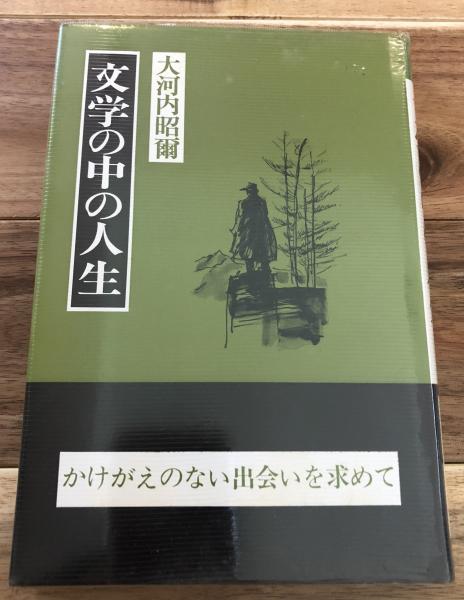 文学の中の人生
大河内昭爾
かけがえのない出会いを求めて